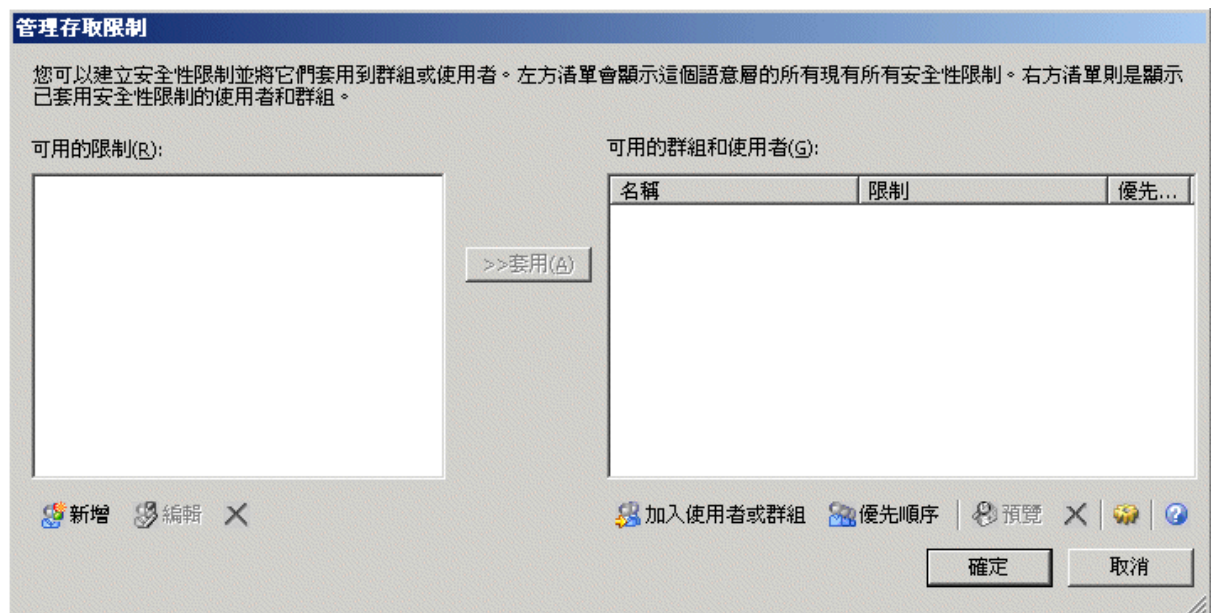 管理存取限制
您可以建立安全性限制並將它們套用到群組或使用者。左方清單會顯示這個語意層的所有現有所有安全性限制。右方清單則是顯示
已套用安全性限制的使用者和群組。
可用的限制(R):
可用的群組和使用者(G):
名稱 限制 優先...
>>套用(A)
新增 編輯
加入使用者或群組 優先順序 預覽
確定 取消